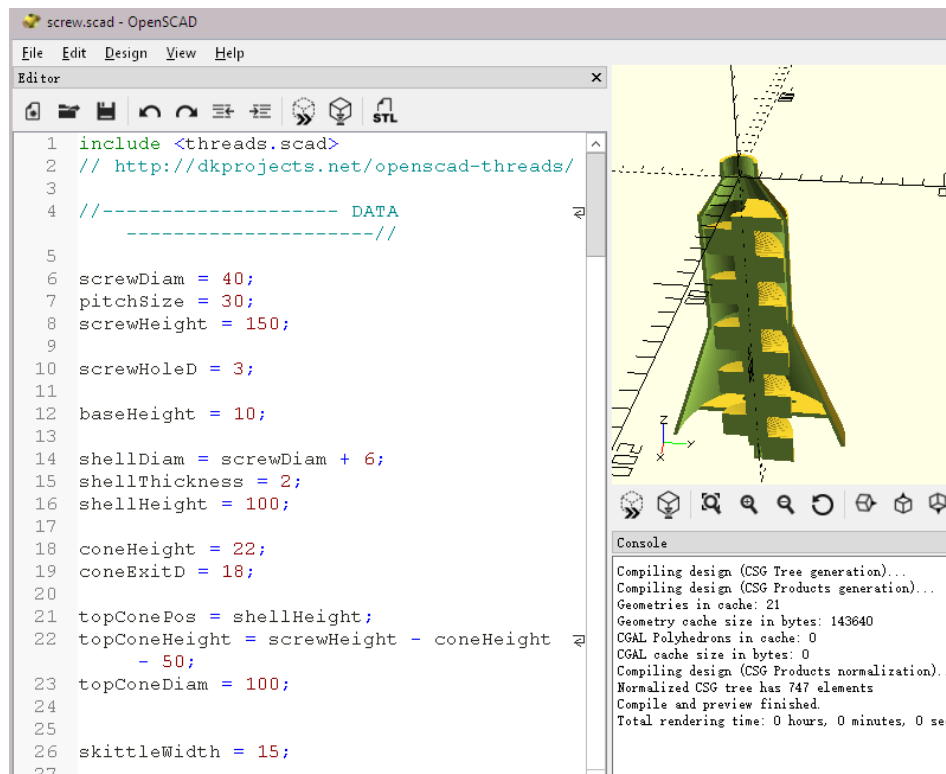 screw.scad - OpenSCAD
File Edit Design View Help
Editor
STL
1 include <threads.scad>
2 // http://dkprojects.net/openscad-threads/
3
4 //-------------------- DATA
---------------------//
5
6 screwDiam = 40;
7 pitchSize = 30;
8 screwHeight = 150;
9
10 screwHoleD = 3;
11
12 baseHeight = 10;
13
14 shellDiam = screwDiam + 6;
15 shellThickness = 2;
16 shellHeight = 100;
17
18 coneHeight = 22;
19 coneExitD = 18;
20
21 topConePos = shellHeight;
22 topConeHeight = screwHeight - coneHeight
- 50;
23 topConeDiam = 100;
24
25
26 skittleWidth = 15;
27
z
y
x
Console
Compiling design (CSG Tree generation)...
Compiling design (CSG Products generation)...
Geometries in cache: 21
Geometry cache size in bytes: 143640
CGAL Polyhedrons in cache: 0
CGAL cache size in bytes: 0
Compiling design (CSG Products normalization)..
Normalized CSG tree has 747 elements
Compile and preview finished.
Total rendering time: 0 hours, 0 minutes, 0 se